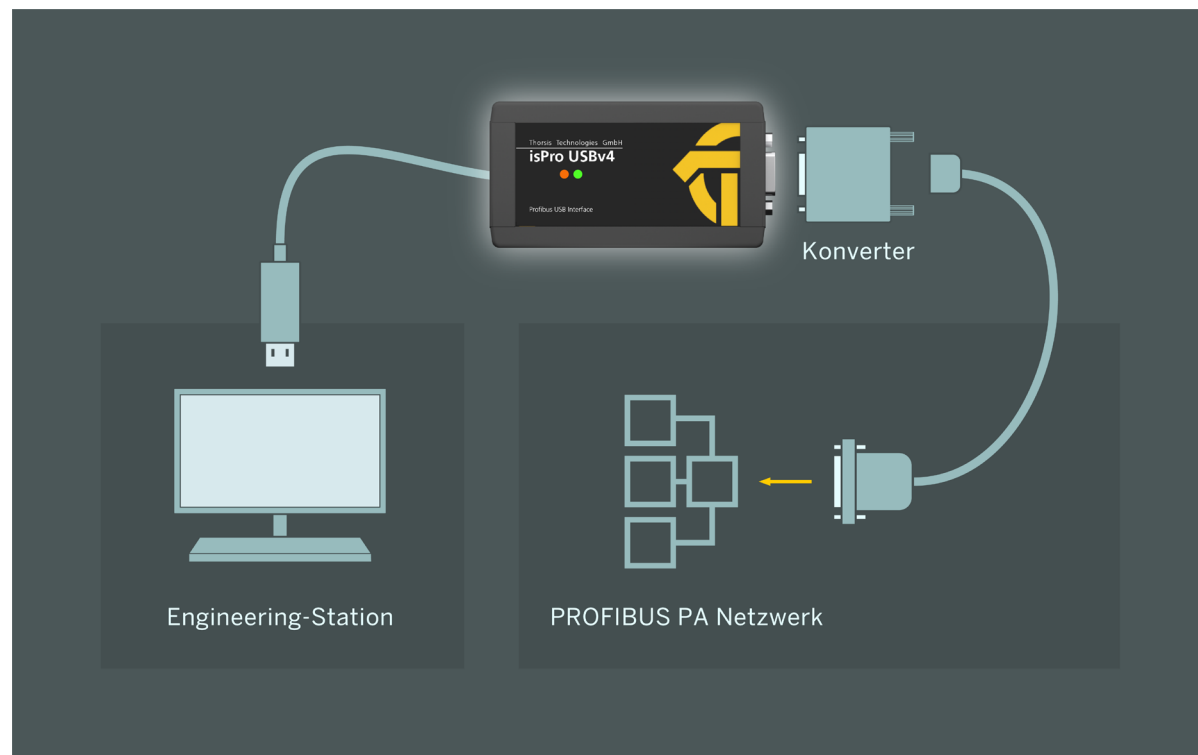 Thorsis Technologies GmbH
isPro USBv4
Profibus USB Interface
Konverter
Engineering-Station
PROFIBUS PA Netzwerk